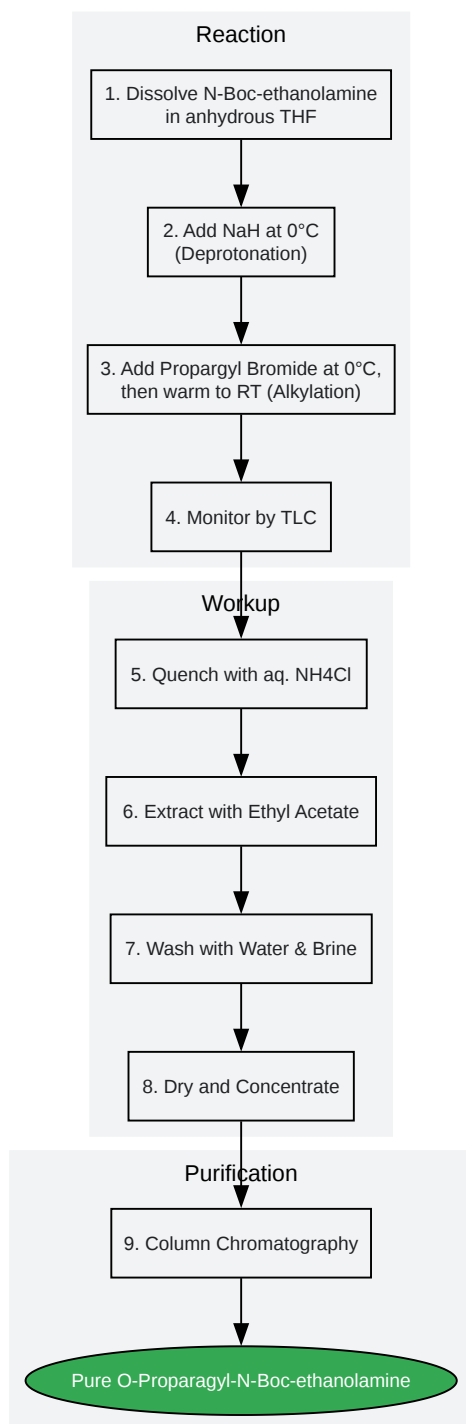 Reaction
1. Dissolve N-Boc-ethanolamine
in anhydrous THF
2. Add NaH at 0°C
(Deprotonation)
3. Add Propargyl Bromide at 0°C,
then warm to RT (Alkylation)
4. Monitor by TLC
Workup
5. Quench with aq. NH4Cl
6. Extract with Ethyl Acetate
7. Wash with Water & Brine
8. Dry and Concentrate
Purification
9. Column Chromatography
Pure O-Proparagyl-N-Boc-ethanolamine